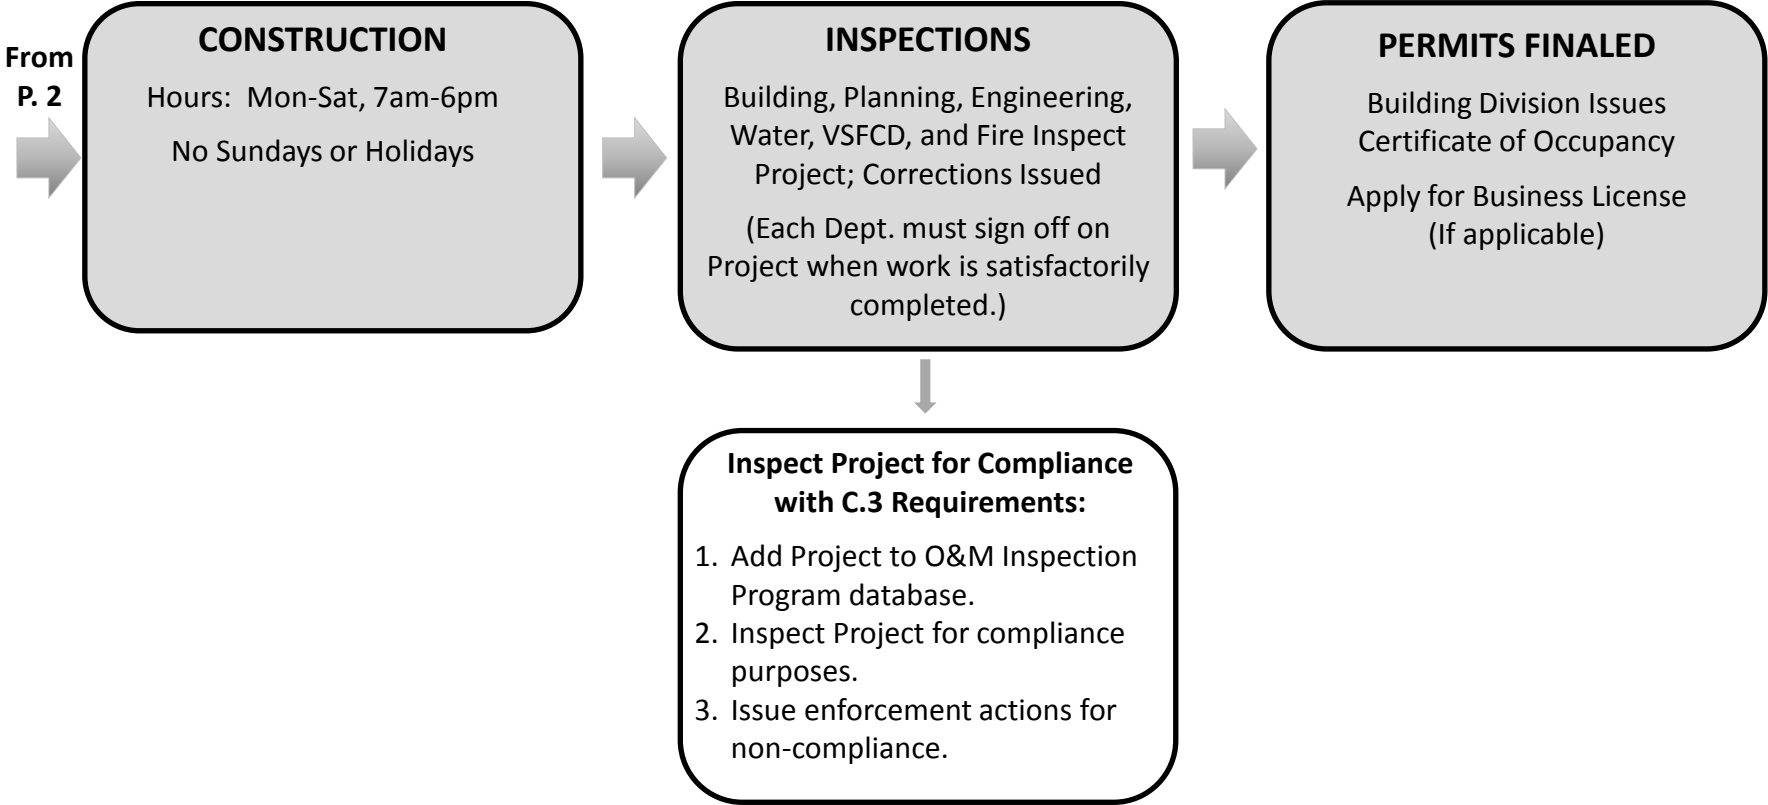 From
P. 2
CONSTRUCTION
Hours:  Mon-Sat, 7am-6pm
No Sundays or Holidays
INSPECTIONS
Building, Planning, Engineering,
Water, VSFCD, and Fire Inspect
Project; Corrections Issued
(Each Dept. must sign off on
Project when work is satisfactorily
completed.)
PERMITS FINALED
Building Division Issues
Certificate of Occupancy
Apply for Business License
(If applicable)
Inspect Project for Compliance
with C.3 Requirements:
1. Add Project to O&M Inspection
Program database.
2. Inspect Project for compliance
purposes.
3. Issue enforcement actions for
non-compliance.